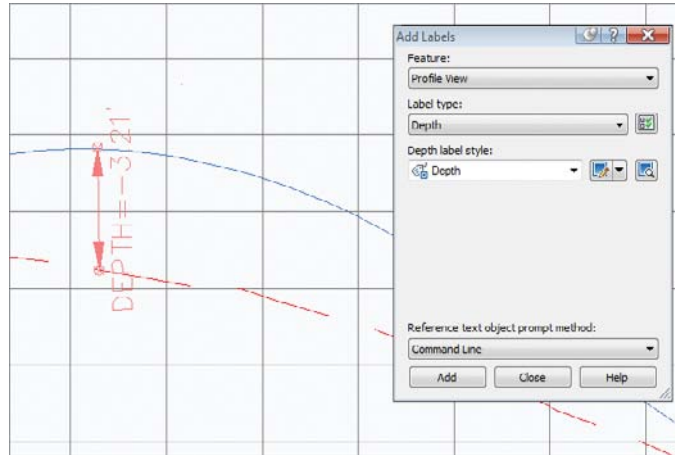 DEPTH=-3.21'
Add Labels
Feature:
Profile View
Label type:
Depth
Depth label style:
Depth
Reference text object prompt method:
Command Line
Add Close Help